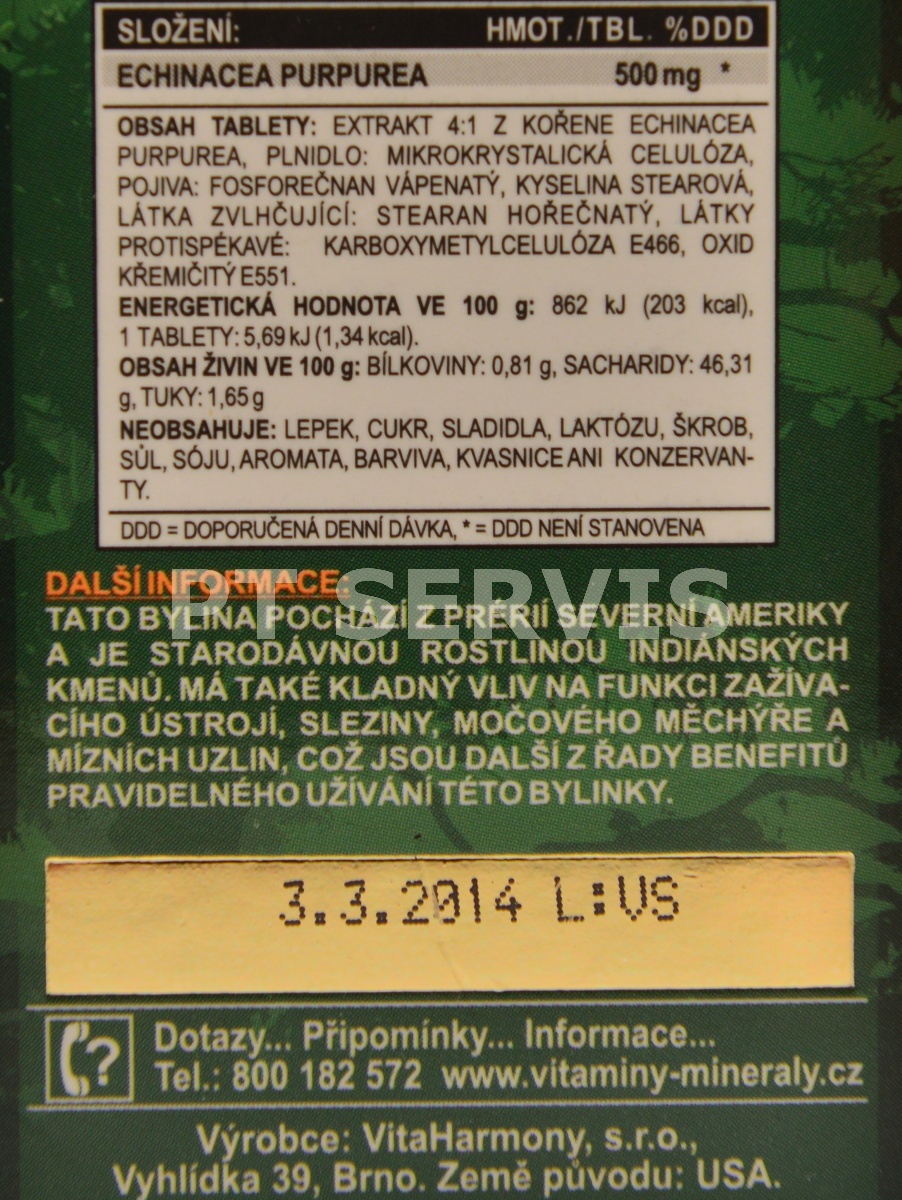 SLOŽENÍ: HMOT./TBL. %DDD
ECHINACEA PURPUREA 500 mg *
OBSAH TABLETY: EXTRAKT 4:1 Z KOŘENE ECHINACEA
PURPUREA, PLNIDLO: MIKROKRYSTALICKÁ CELULÓZA,
POJIVA: FOSFOREČNAN VÁPENATÝ, KYSELINA STEAROVÁ,
LÁTKA ZVLHČUJÍCÍ: STEARAN HOŘEČNATÝ, LÁTKY
PROTISPÉKAVÉ: KARBOXYMETYLCELULÓZA E466, OXID
KŘEMIČITÝ E551.
ENERGETICKÁ HODNOTA VE 100 g: 862 kJ (203 kcal),
1 TABLETY: 5,69 kJ (1,34 kcal).
OBSAH ŽIVIN VE 100 g: BÍLKOVINY: 0,81 g, SACHARIDY: 46,31
g, TUKY: 1,65 g
NEOBSAHUJE: LEPEK, CUKR, SLADIDLA, LAKTÓZU, ŠKROB,
SŮL, SÓJU, AROMATA, BARVIVA, KVASNICE ANI KONZERVAN-
TY.
DDD = DOPORUČENÁ DENNÍ DÁVKA, * = DDD NENÍ STANOVENA
DALŠÍ INFORMACE:
PT SERVIS
TATO BYLINA POCHÁZÍ Z PRÉRIÍ SEVERNÍ AMERIKY
A JE STARODÁVNOU ROSTLINOU INDIÁNSKÝCH
KMENŮ. MÁ TAKÉ KLADNÝ VLIV NA FUNKCI ZAŽÍVA-
CÍHO ÚSTROJÍ, SLEZINY, MOČOVÉHO MĚCHÝŘE A
MÍZNÍCH UZLIN, COŽ JSOU DALŠÍ Z ŘADY BENEFITŮ
PRAVIDELNÉHO UŽÍVÁNÍ TÉTO BYLINKY.
3.3.2014 L:VS
Dotazy... Připomínky... Informace...
Tel.: 800 182 572 www.vitaminy-mineraly.cz
Výrobce: VitaHarmony, s.r.o.,
Vyhlídka 39, Brno. Země původu: USA.